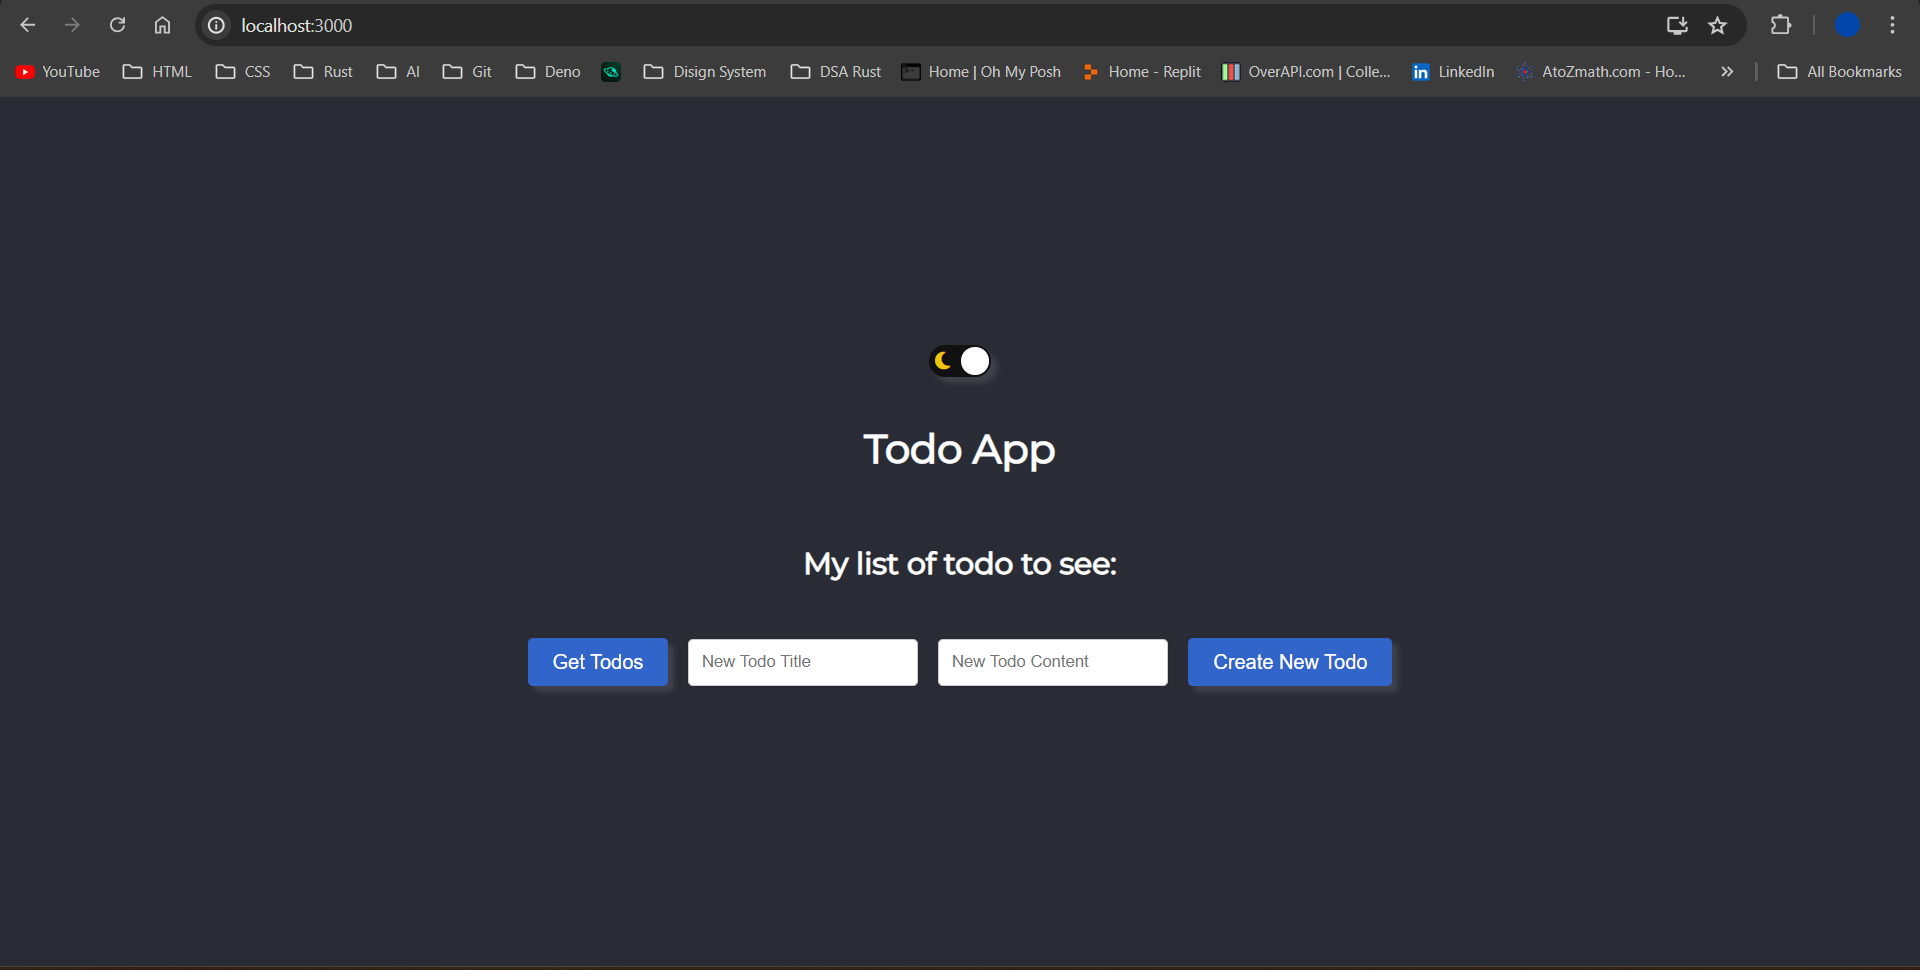 localhost:3000
YouTube HTML CSS Rust AI Git Deno Disign System DSA Rust Home | Oh My Posh Home - Replit OverAPI.com | Colle... in LinkedIn AtoZmath.com - Ho... All Bookmarks
Todo App
My list of todo to see:
Get Todos New Todo Title New Todo Content Create New Todo